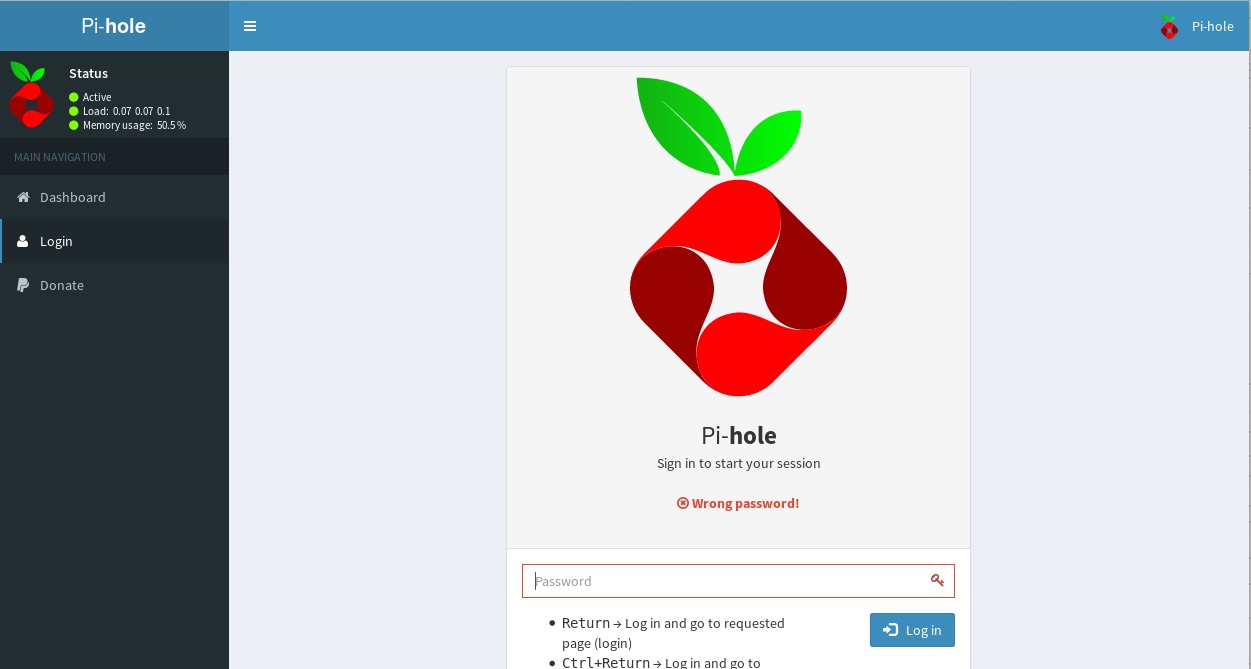 Pi-hole
Pi-hole
Status
Active
Load: 0.07 0.07 0.1
Memory usage: 50.5 %
MAIN NAVIGATION
Dashboard
Login
Donate
Pi-hole
Sign in to start your session
Wrong password!
Password
Return → Log in and go to requested
page (login)
Log in
Ctrl+Return → Log in and go to